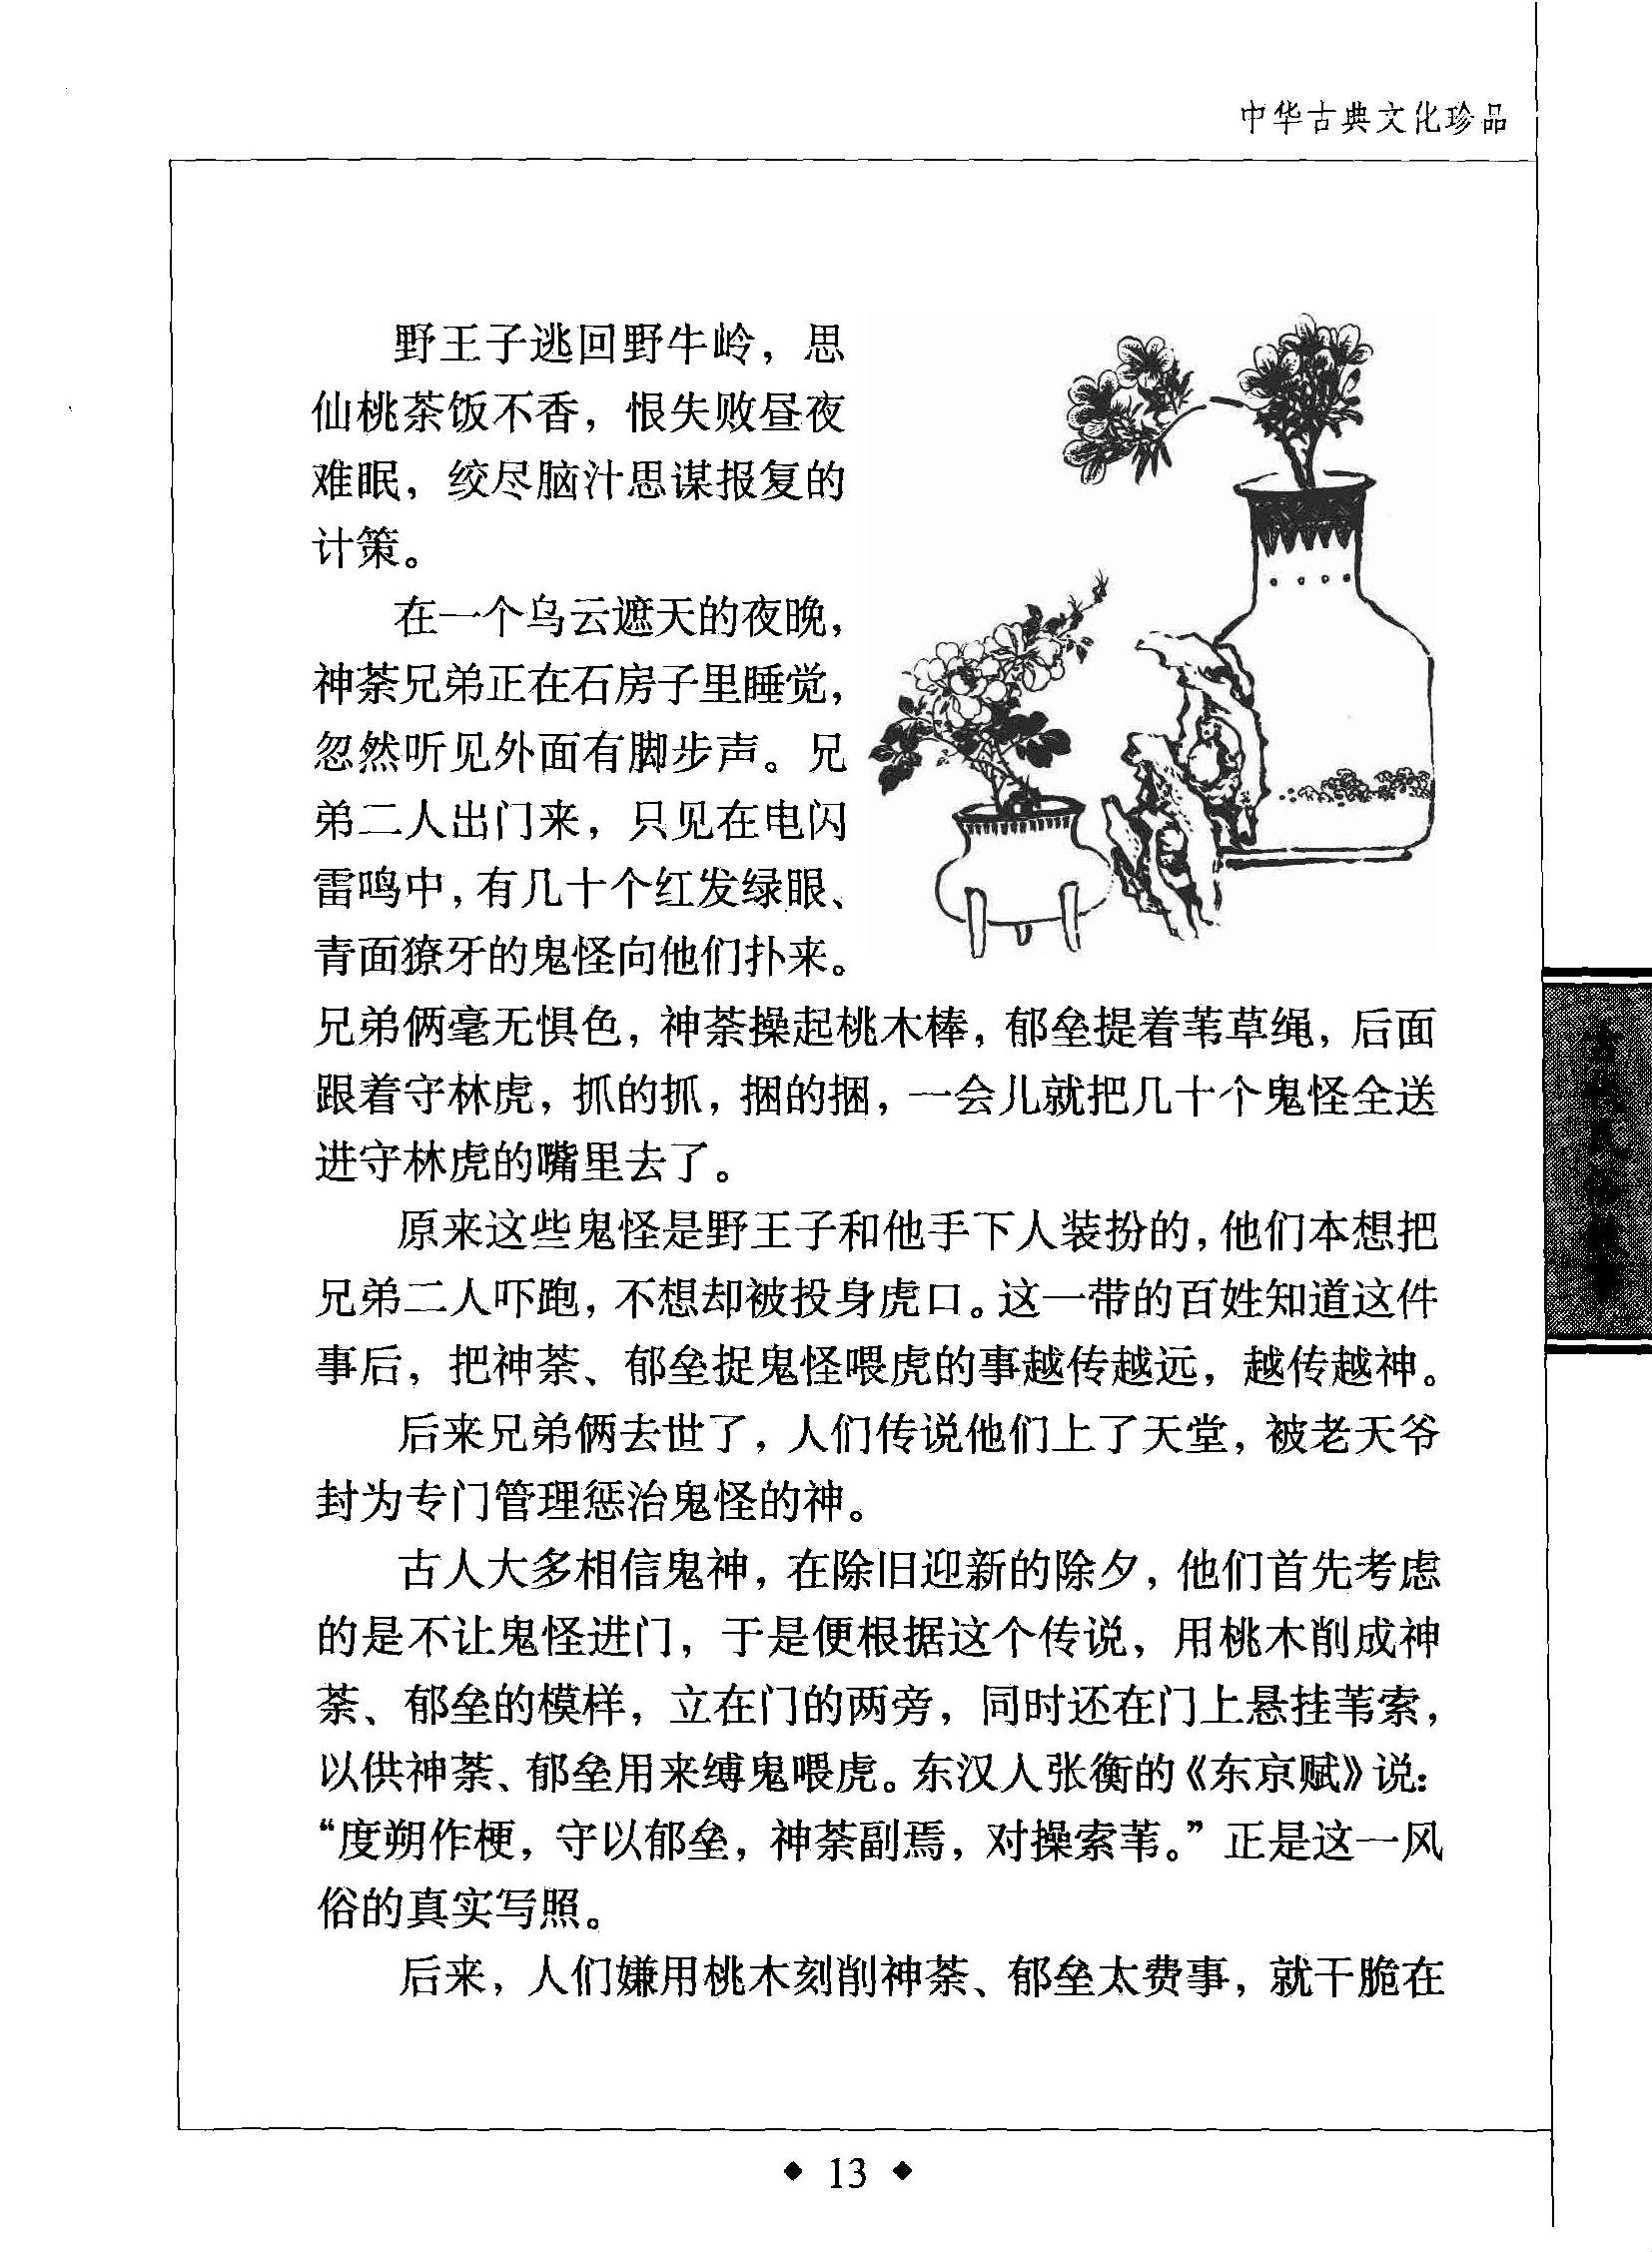 中华古典文化珍品
野王子逃回野牛岭，思
仙桃茶饭不香，恨失败昼夜
难眠，绞尽脑汁思谋报复的
计策。
在一个乌云遮天的夜晚，
神荼兄弟正在石房子里睡觉，
忽然听见外面有脚步声。兄
弟二人出门来，只见在电闪
雷鸣中，有几十个红发绿眼、
青面獠牙的鬼怪向他们扑来。
兄弟俩毫无惧色，神荼操起桃木棒，郁垒提着苇草绳，后面
跟着守林虎，抓的抓，捆的捆，一会儿就把几十个鬼怪全送
进守林虎的嘴里去了。
原来这些鬼怪是野王子和他手下人装扮的，他们本想把
兄弟二人吓跑，不想却被投身虎口。这一带的百姓知道这件
事后，把神荼、郁垒捉鬼怪喂虎的事越传越远，越传越神。
后来兄弟俩去世了，人们传说他们上了天堂，被老天爷
封为专门管理惩治鬼怪的神。
古人大多相信鬼神，在除旧迎新的除夕，他们首先考虑
的是不让鬼怪进门，于是便根据这个传说，用桃木削成神
荼、郁垒的模样，立在门的两旁，同时还在门上悬挂苇索，
以供神荼、郁垒用来缚鬼喂虎。东汉人张衡的《东京赋》说：
“度朔作梗，守以郁垒，神荼副焉，对操索苇。”正是这一风
俗的真实写照。
后来，人们嫌用桃木刻削神荼、郁垒太费事，就干脆在
◆ 13 ◆